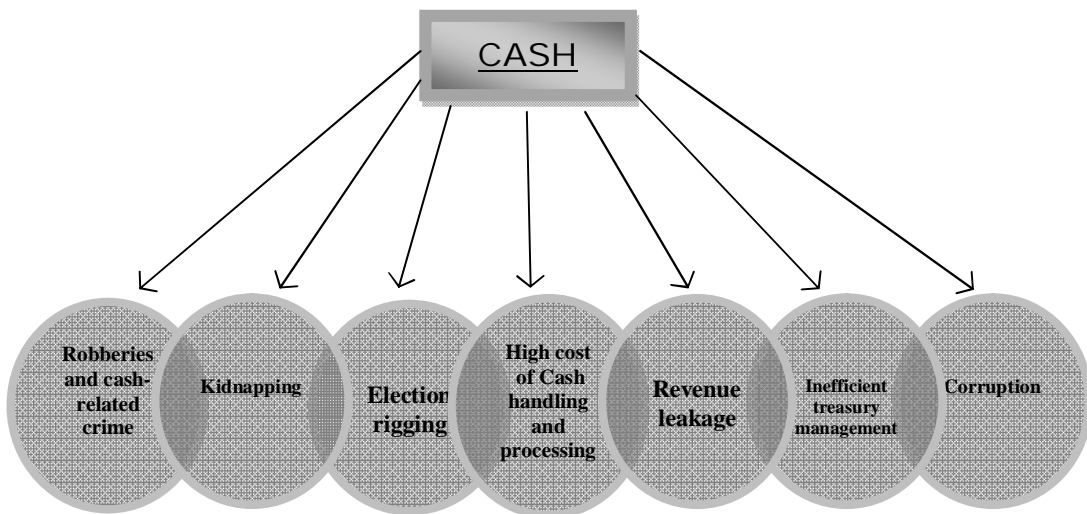 CASH
Robberies
and cash-
related
crime
Kidnapping
Election
rigging
High cost
of Cash
handling
and
processing
Revenue
leakage
Inefficient
treasury
management
Corruption